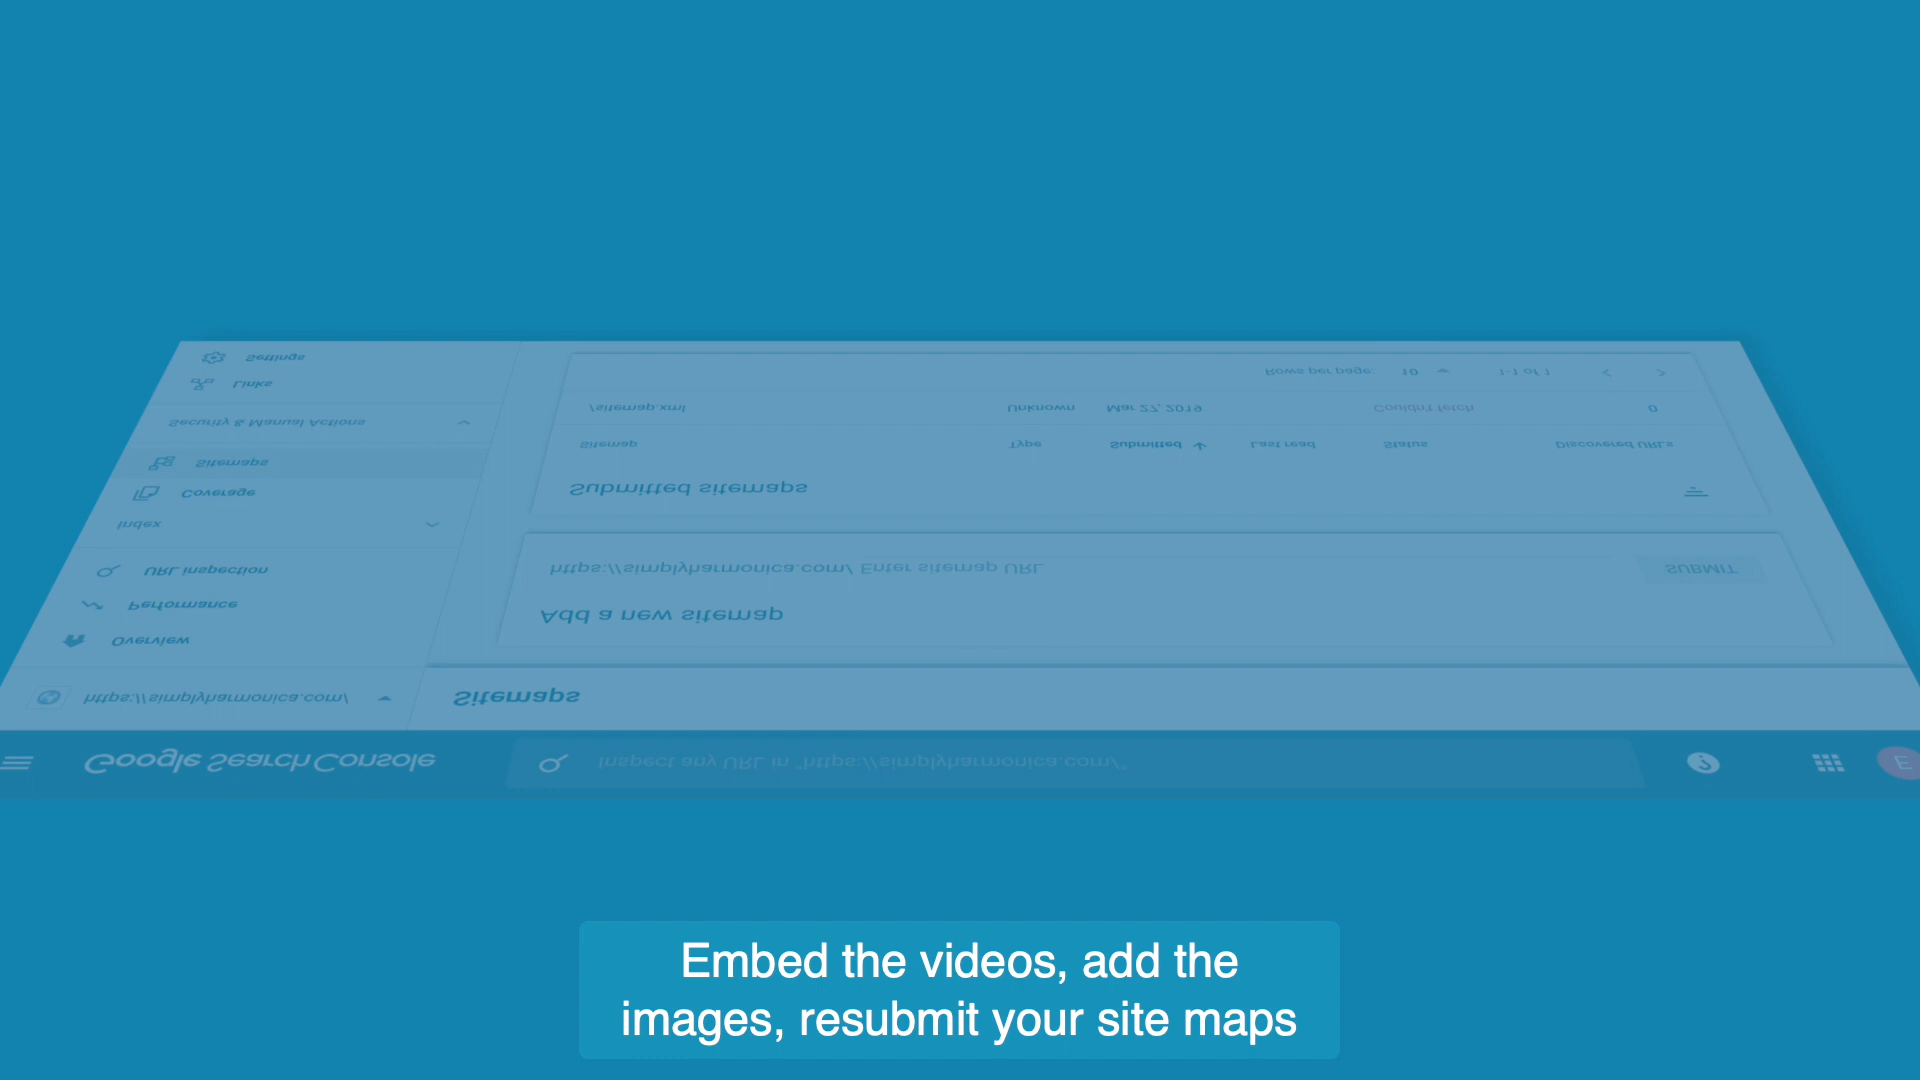 Settings
Links
Security & Manual Actions
Sitemaps
Coverage
Index
URL inspection
Performance
Overview
https://simplyharmonica.com/
Rows per page: 10 1-1 of 1
/sitemap.xml Unknown Mar 27, 2019 Couldn't fetch 0
Sitemap Type Submitted Last read Status Discovered URLs
Submitted sitemaps
https://simplyharmonica.com/ Enter sitemap URL SUBMIT
Add a new sitemap
Sitemaps
Google Search Console Inspect any URL in "https://simplyharmonica.com/" E
Embed the videos, add the
images, resubmit your site maps